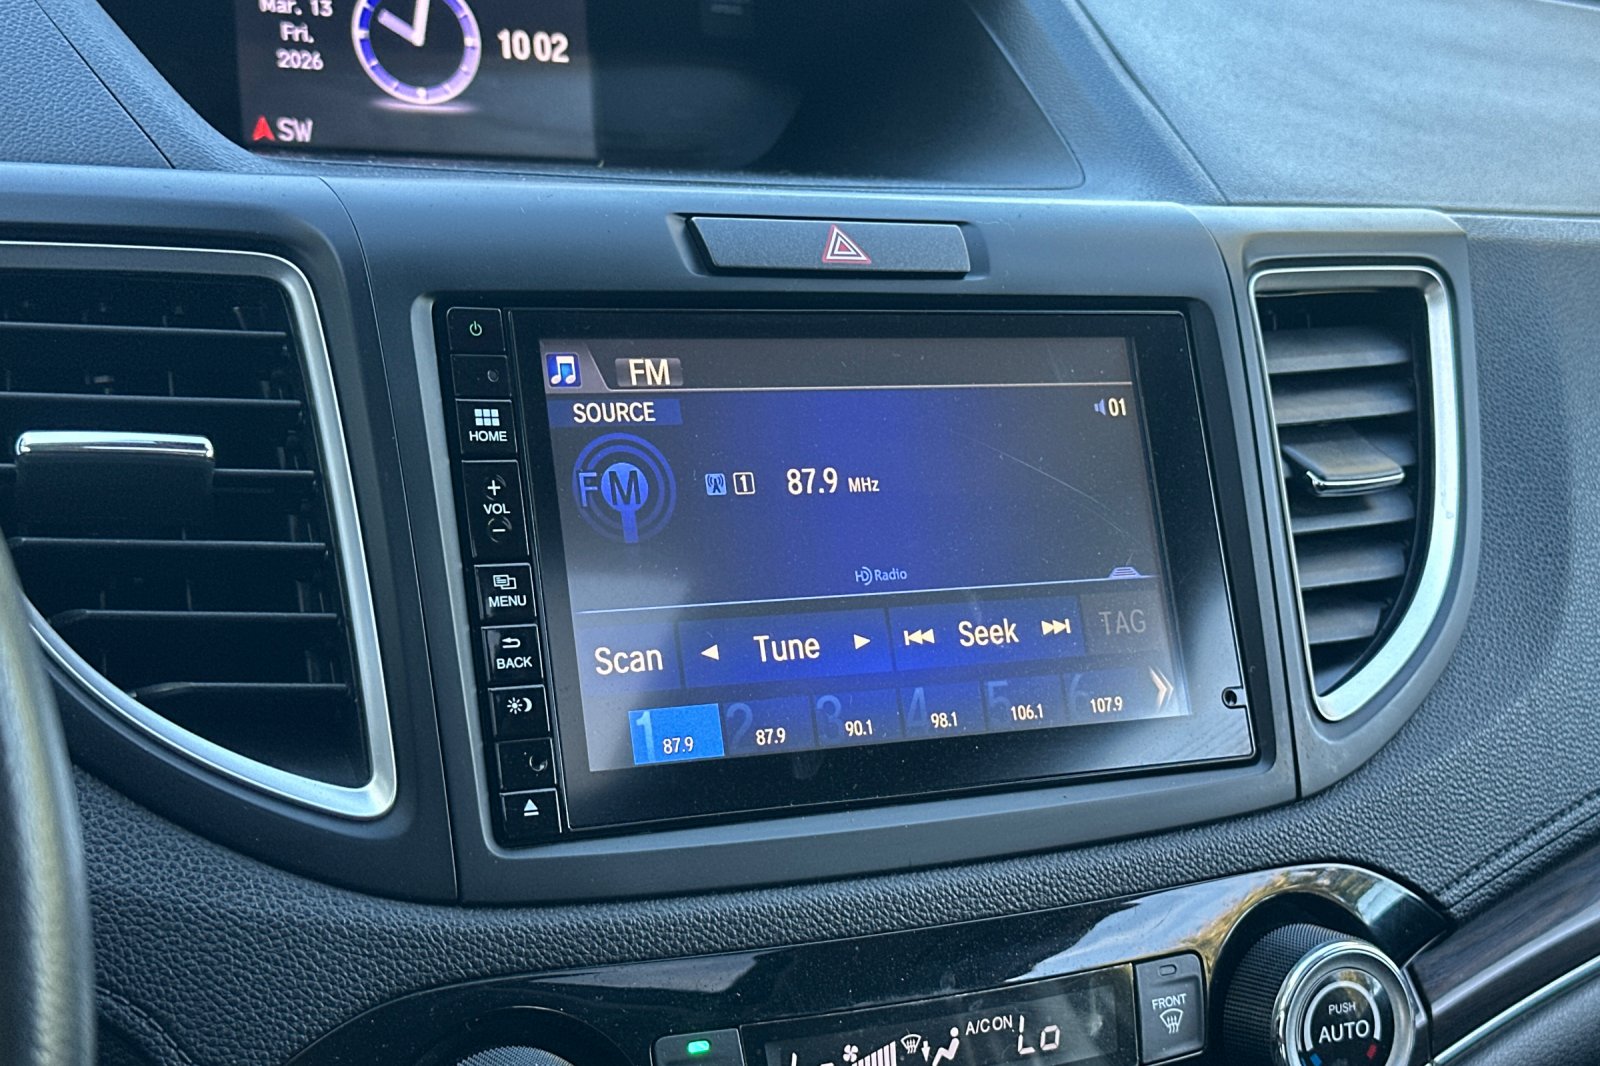 Mar. 13
Fri.
2026
10 02
SW
FM
SOURCE
01
HOME
FM
1 87.9 MHz
+
VOL
-
HD Radio
MENU
Scan Tune Seek TAG
BACK
1 87.9 2 87.9 3 90.1 4 98.1 5 106.1 6 107.9
A/C ON Lo
FRONT
PUSH
AUTO